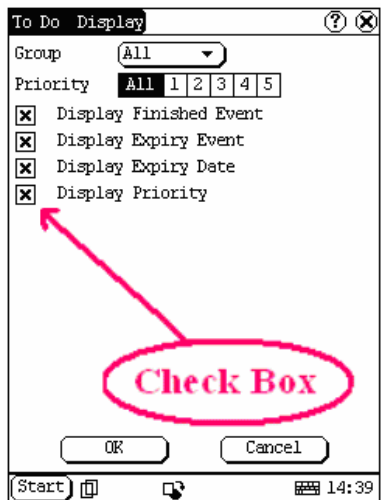 To Do Display ?
Group All
Priority All 1 2 3 4 5
Display Finished Event
Display Expiry Event
Display Expiry Date
Display Priority
Check Box
OK Cancel
Start 14:39